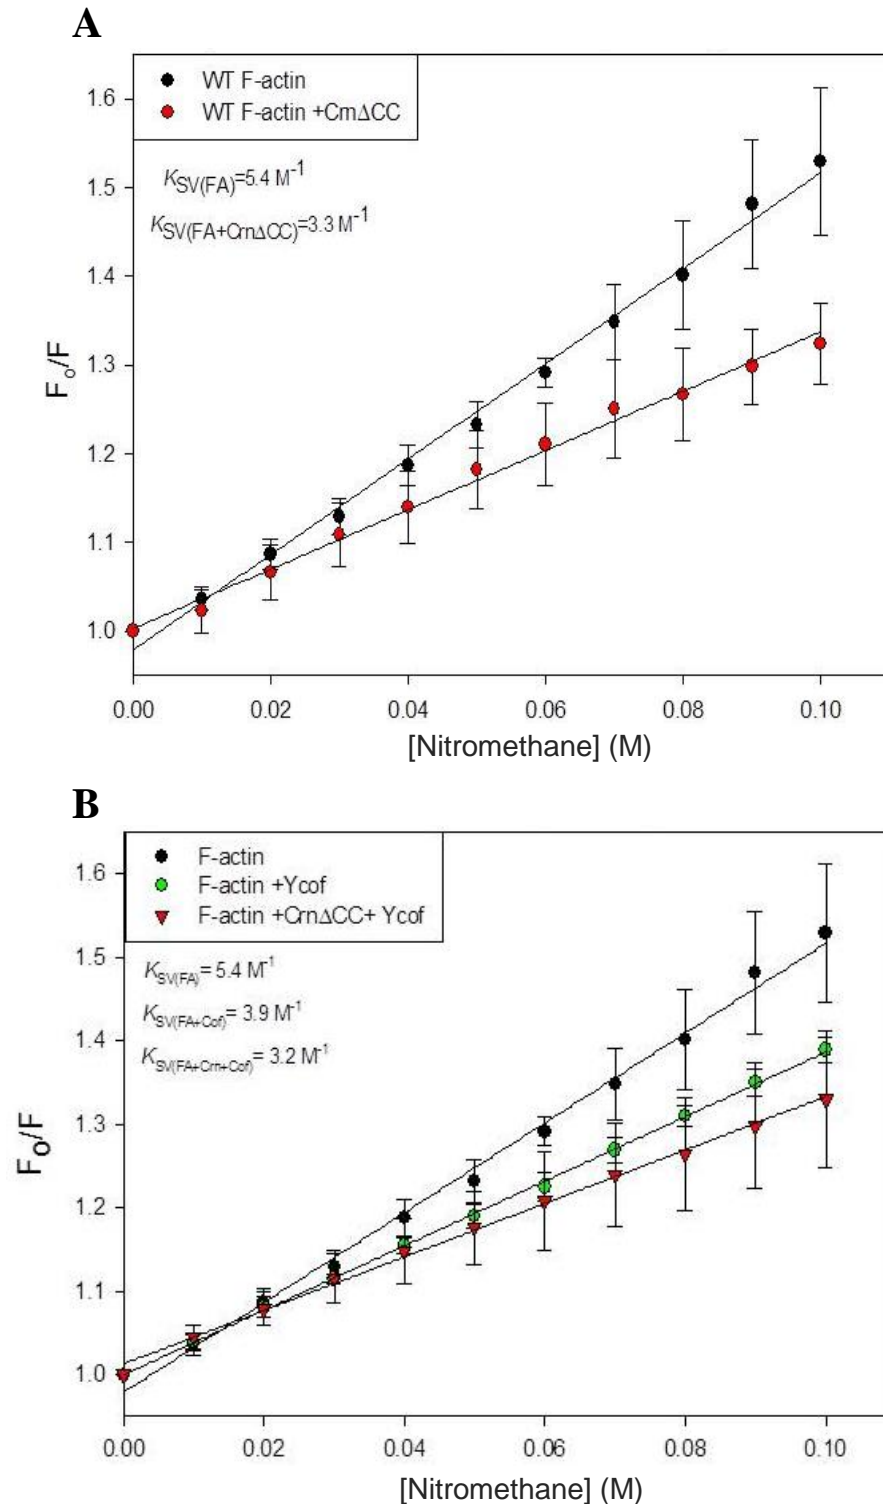 A
WT F-actin
WT F-actin +CrnΔCC
KSV(FA)=5.4 M-1
KSV(FA+CrnΔCC)=3.3 M-1
1.6
1.5
1.4
1.3
1.2
1.1
1.0
Fo/F
0.00 0.02 0.04 0.06 0.08 0.10
[Nitromethane] (M)
B
F-actin
F-actin +Ycof
F-actin +CrnΔCC+ Ycof
KSV(FA)= 5.4 M-1
KSV(FA+Cof)= 3.9 M-1
KSV(FA+Crn+Cof)= 3.2 M-1
1.6
1.5
1.4
1.3
1.2
1.1
1.0
Fo/F
0.00 0.02 0.04 0.06 0.08 0.10
[Nitromethane] (M)